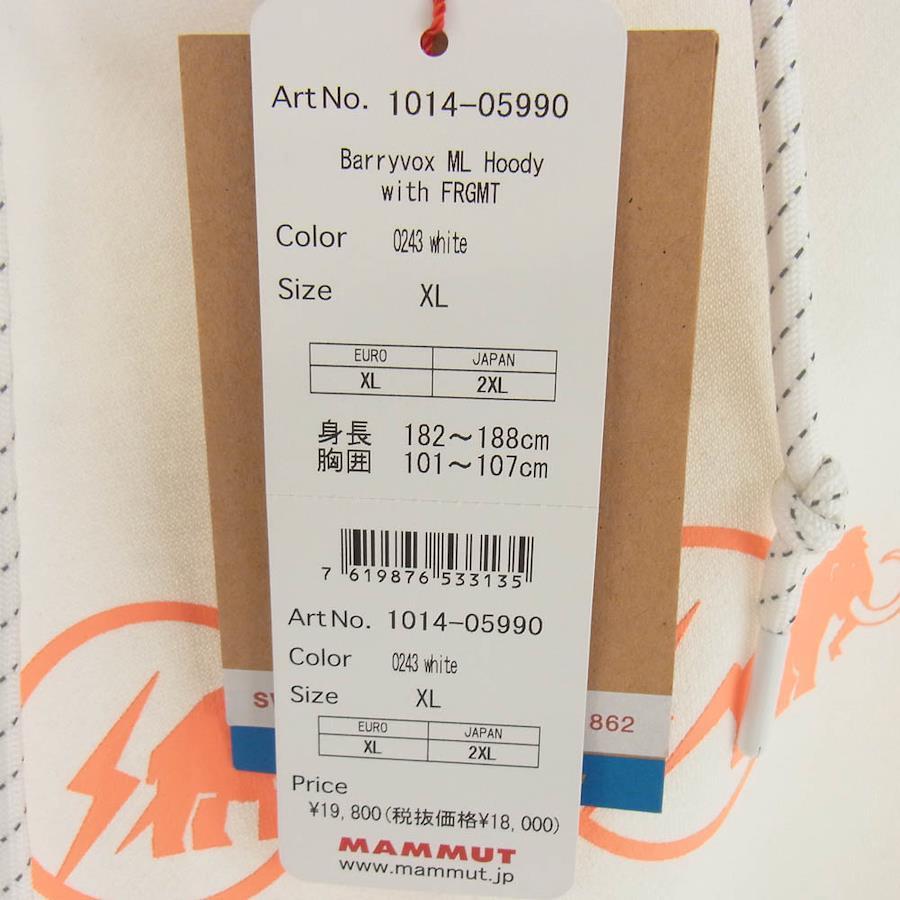 Art No. 1014-05990
Barryvox ML Hoody
with FRGMT
Color 0243 white
Size XL
EURO JAPAN
XL 2XL
身長 182～188cm
胸囲 101～107cm
7 619876 533135
Art No. 1014-05990
Color 0243 white
Size XL
EURO JAPAN
XL 2XL
862
Price
¥19,800(税抜価格¥18,000)
MAMMUT
www.mammut.jp